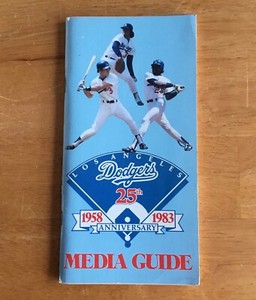 LOS ANGELES
Dodgers
25th
1958 1983
ANNIVERSARY
MEDIA GUIDE